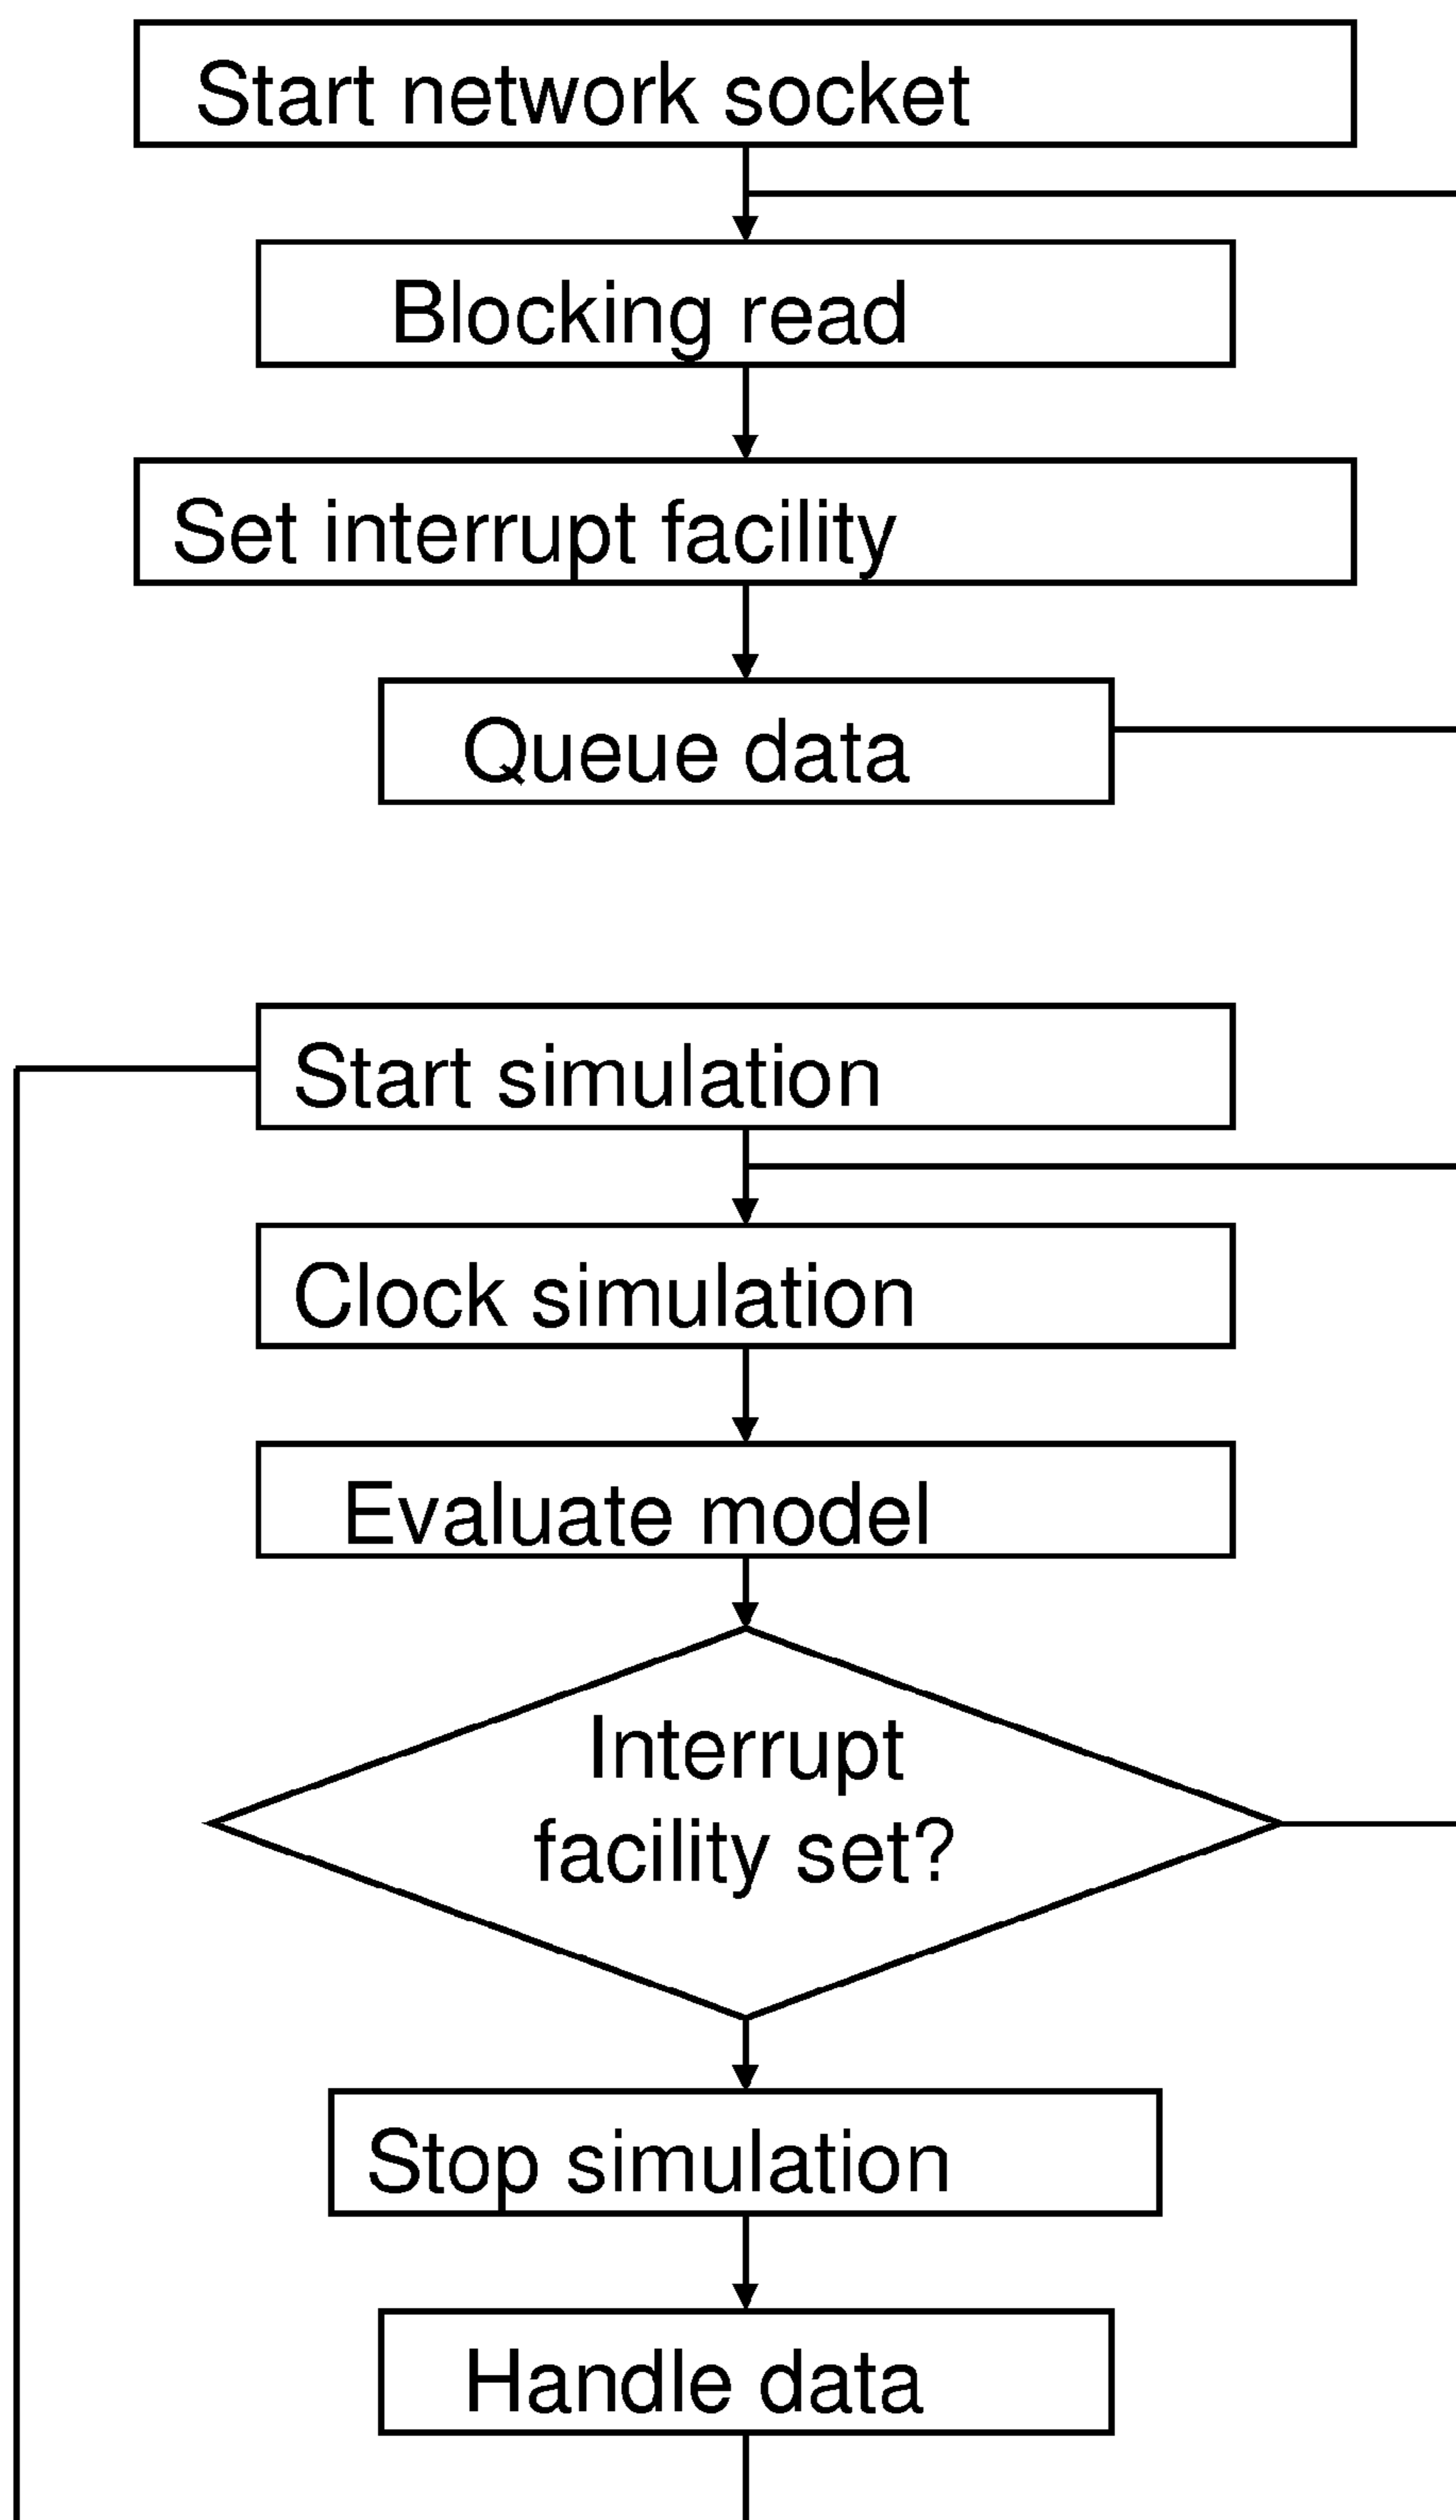 Start network socket
Blocking read
Set interrupt facility
Queue data
Start simulation
Clock simulation
Evaluate model
Interrupt
facility set?
Stop simulation
Handle data